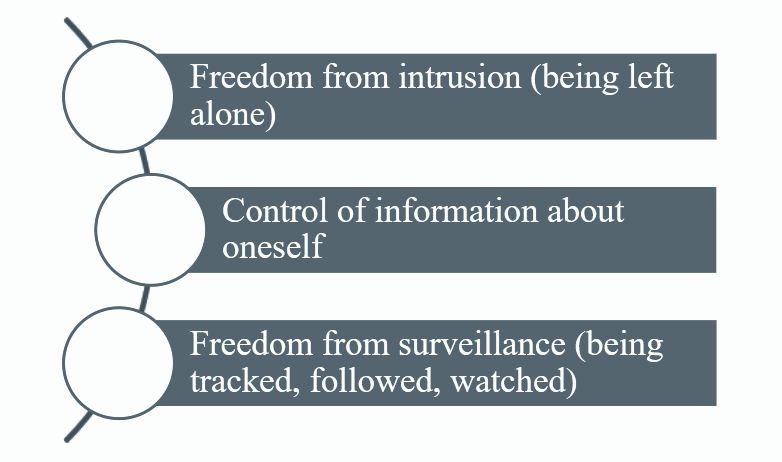 Freedom from intrusion (being left
alone)
Control of information about
oneself
Freedom from surveillance (being
tracked, followed, watched)